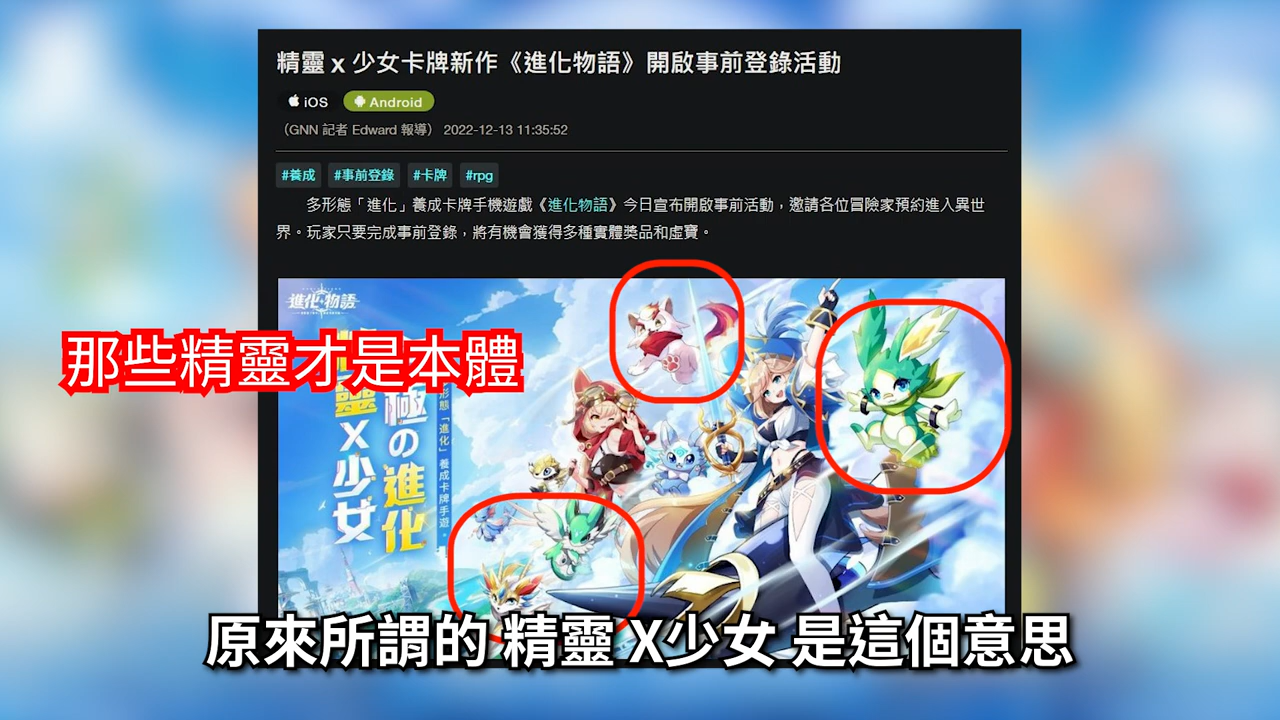 精靈 x 少女卡牌新作《進化物語》開啟事前登錄活動
iOS Android
（GNN 記者 Edward 報導） 2022-12-13 11:35:52
#養成 #事前登錄 #卡牌 #rpg
多形態「進化」養成卡牌手機遊戲《進化物語》今日宣布開啟事前活動，邀請各位冒險家預約進入異世
界。玩家只要完成事前登錄，將有機會獲得多種實體獎品和虛寶。
進化物語
那些精靈才是本體
靈X少女
極の進化
形態「進化」養成卡牌手遊。
原來所謂的 精靈 X少女 是這個意思